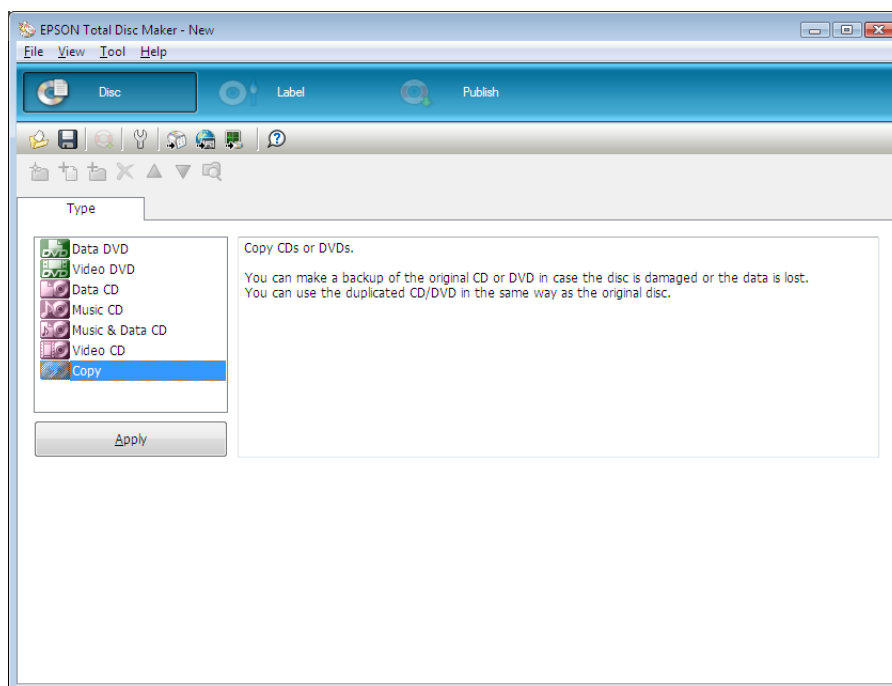 EPSON Total Disc Maker - New
File View Tool Help
Disc Label Publish
Type
Data DVD
Video DVD
Data CD
Music CD
Music & Data CD
Video CD
Copy
Apply
Copy CDs or DVDs.
You can make a backup of the original CD or DVD in case the disc is damaged or the data is lost.
You can use the duplicated CD/DVD in the same way as the original disc.